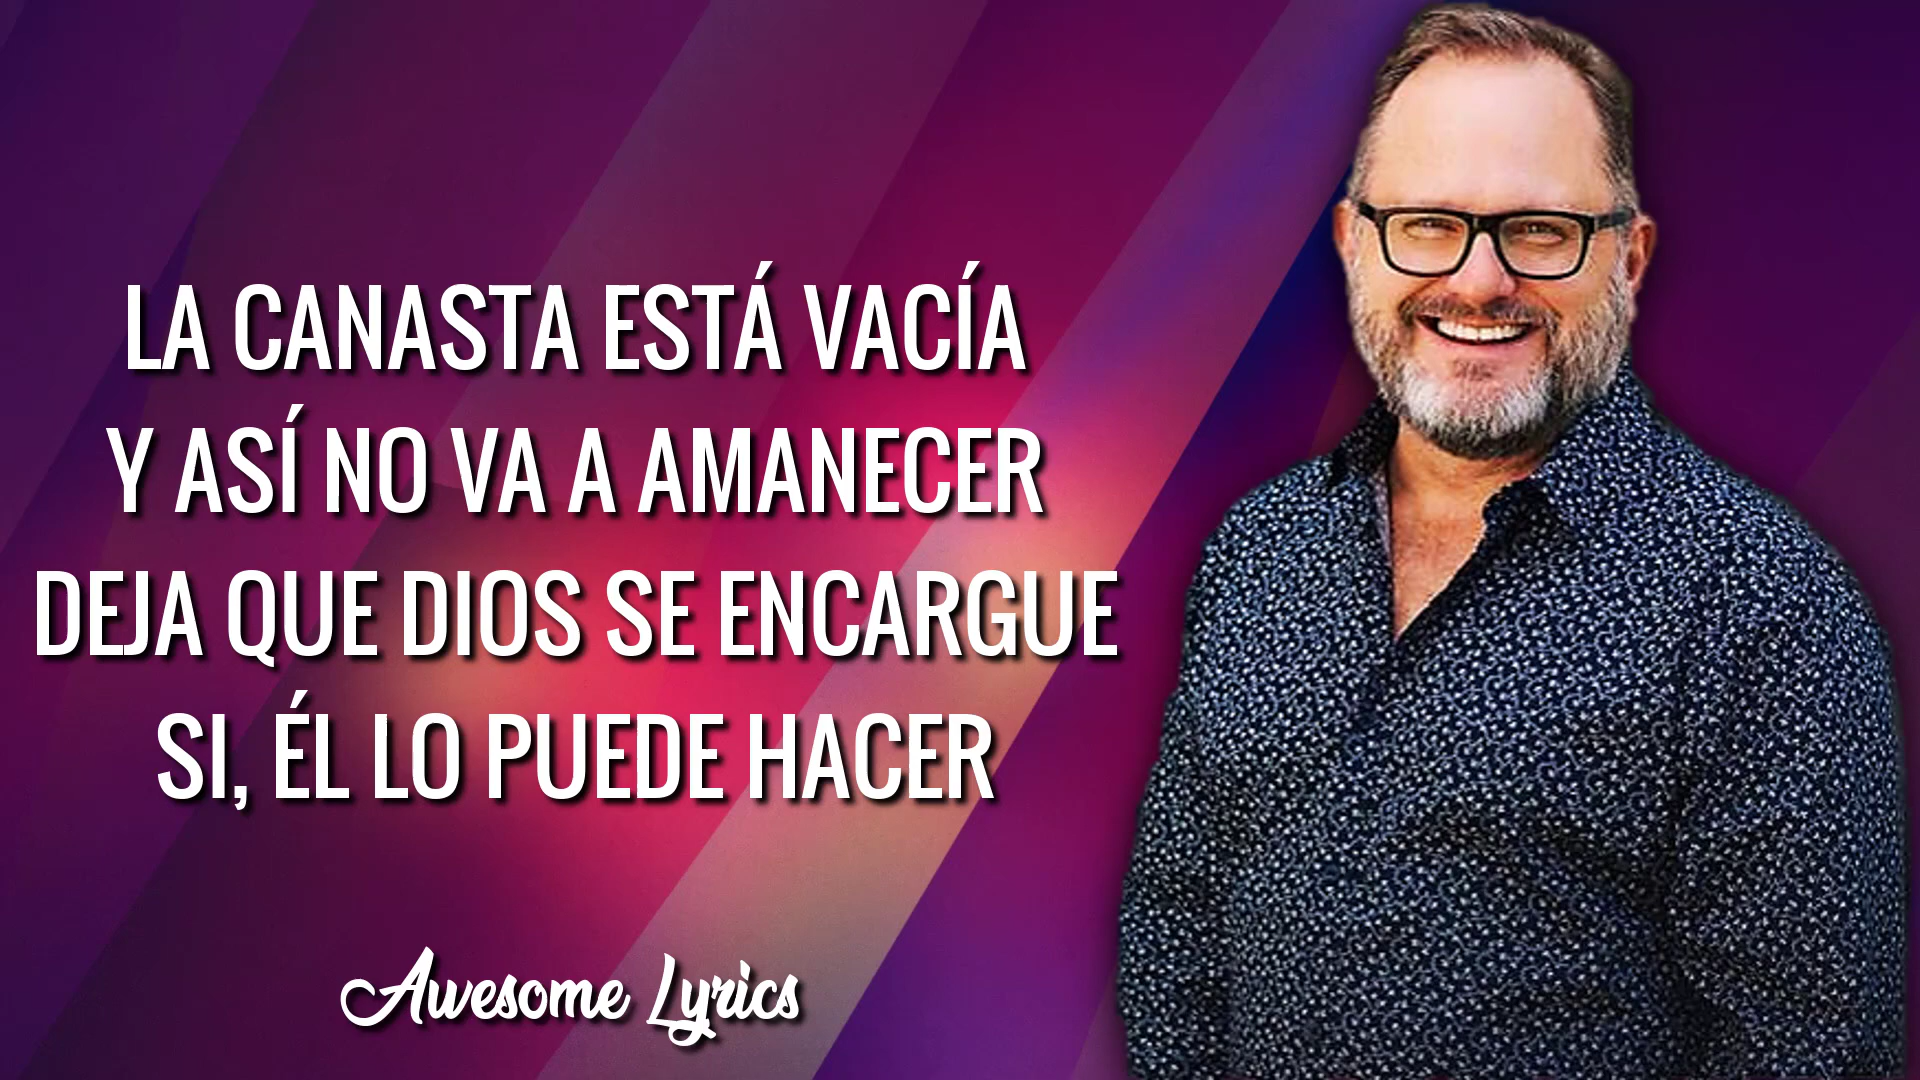 LA CANASTA ESTÁ VACÍA
Y ASÍ NO VA A AMANECER
DEJA QUE DIOS SE ENCARGUE
SI, ÉL LO PUEDE HACER
Awesome Lyrics